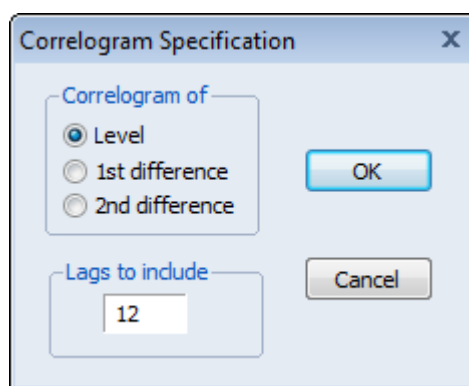 Correlogram Specification
Correlogram of
Level
1st difference
2nd difference
OK
Lags to include
12
Cancel